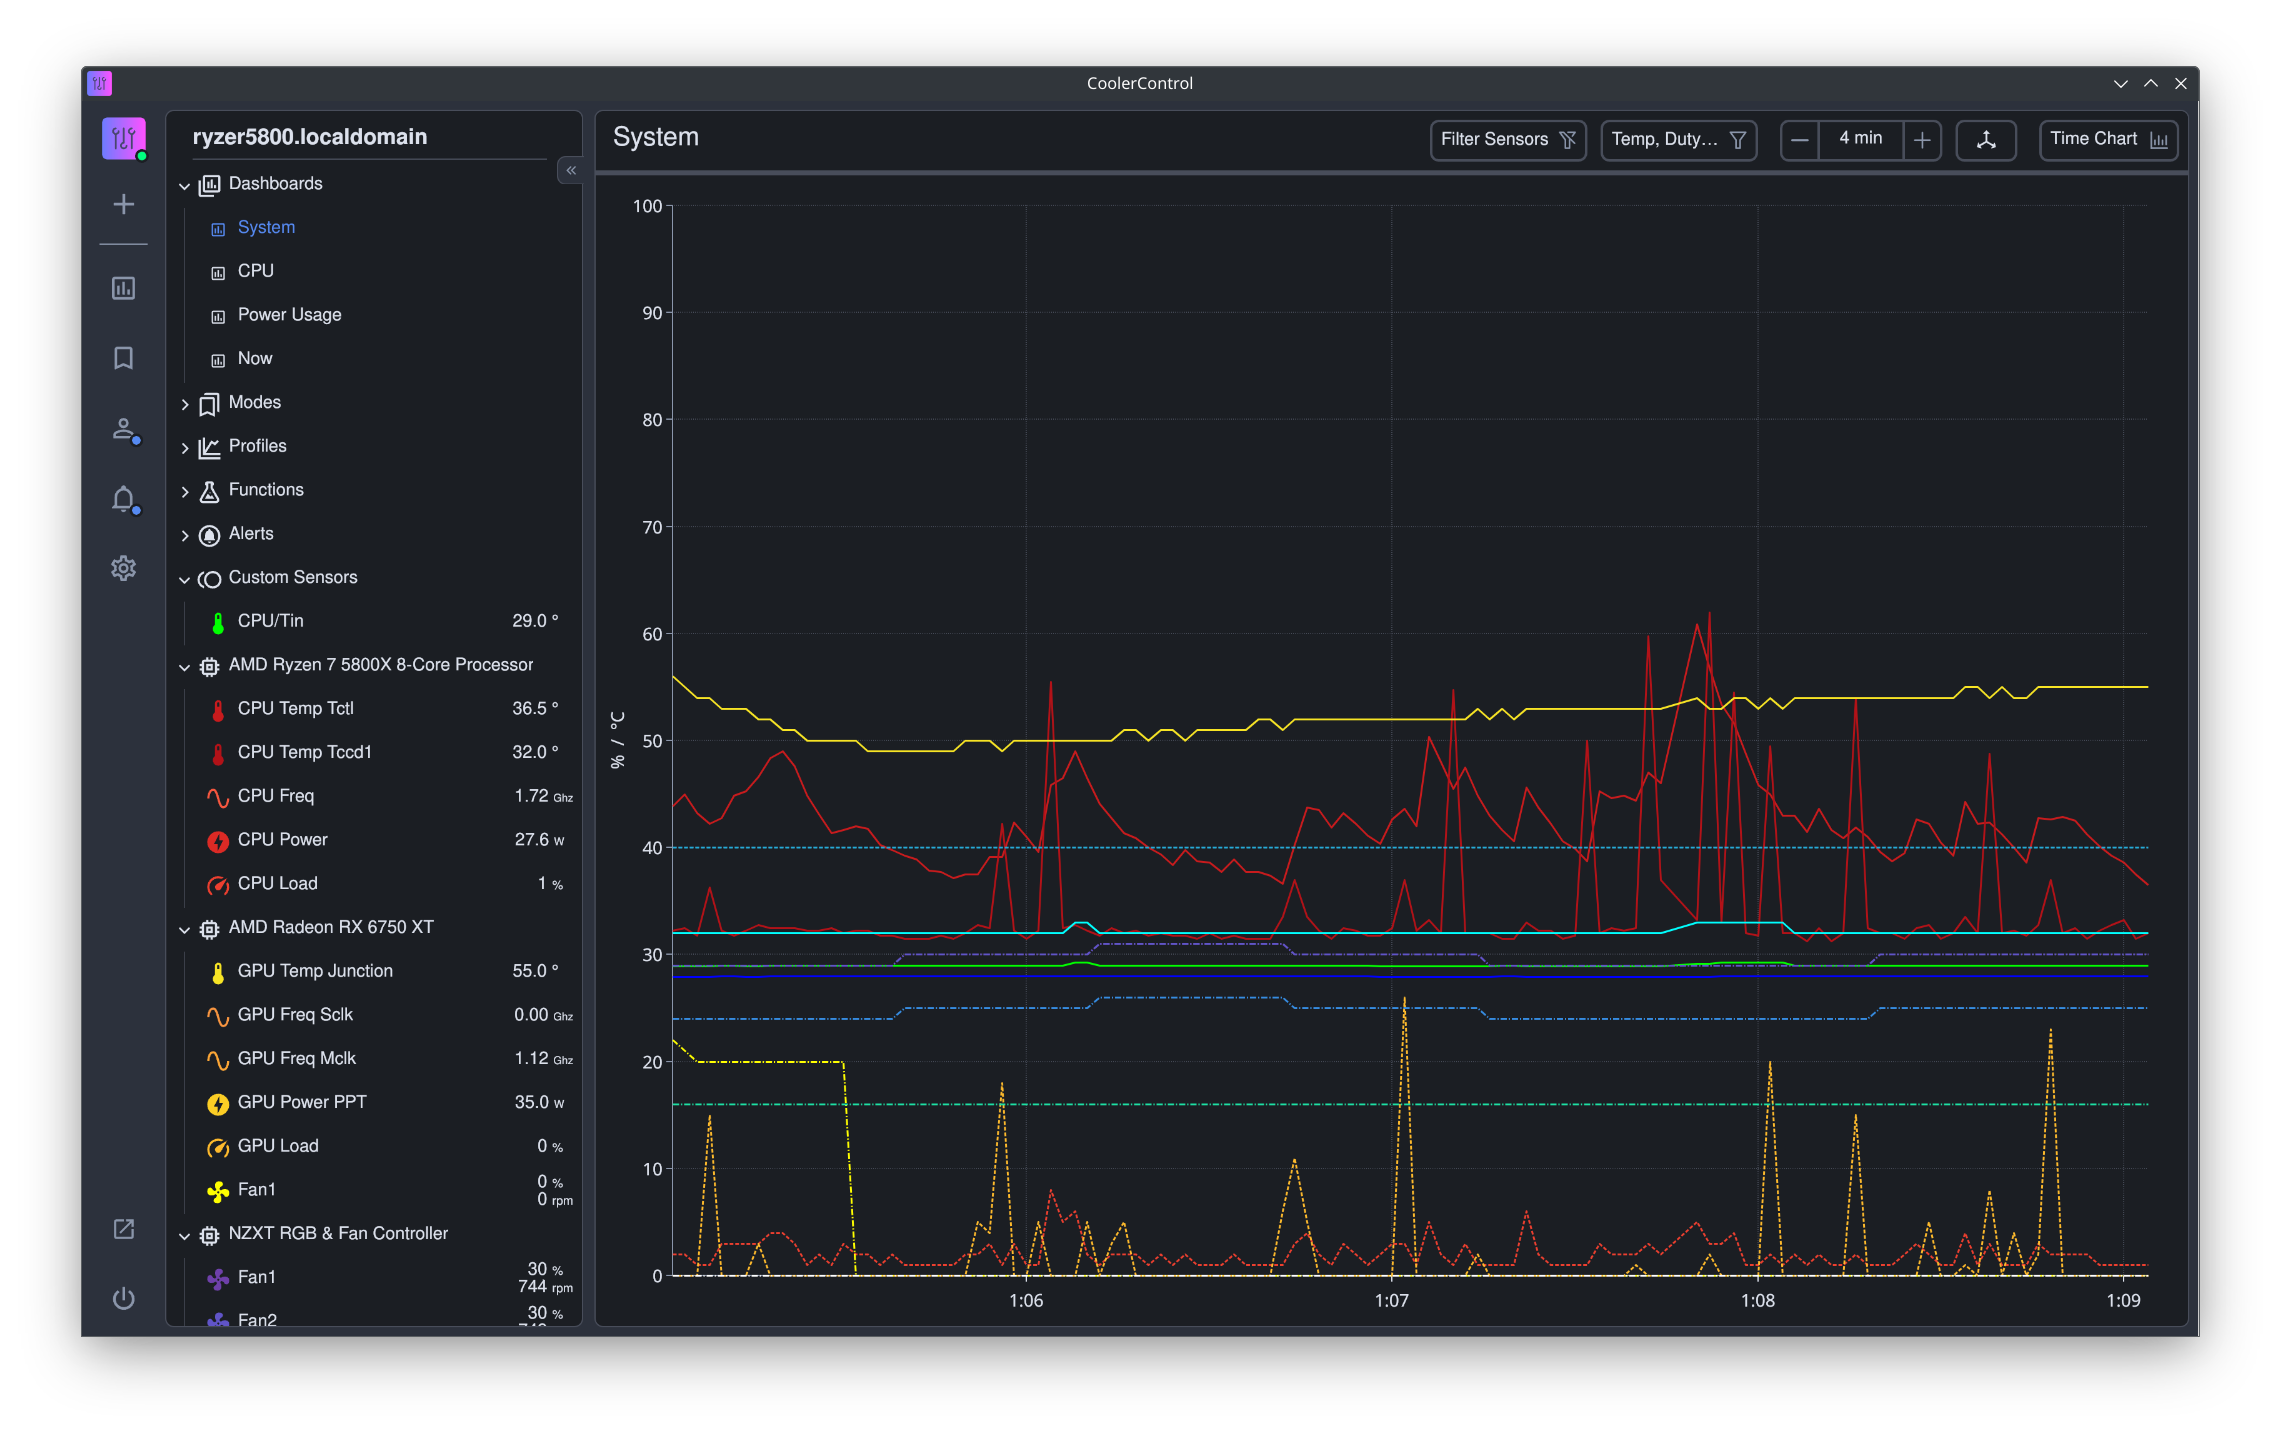 CoolerControl
ryzer5800.localdomain
Dashboards
System
CPU
Power Usage
Now
Modes
Profiles
Functions
Alerts
Custom Sensors
CPU/Tin 29.0 °
AMD Ryzen 7 5800X 8-Core Processor
CPU Temp Tctl 36.5 °
CPU Temp Tccd1 32.0 °
CPU Freq 1.72 Ghz
CPU Power 27.6 W
CPU Load 1 %
AMD Radeon RX 6750 XT
GPU Temp Junction 55.0 °
GPU Freq Sclk 0.00 Ghz
GPU Freq Mclk 1.12 Ghz
GPU Power PPT 35.0 W
GPU Load 0 %
Fan1 0 %
0 rpm
NZXT RGB & Fan Controller
Fan1 30 %
744 rpm
Fan2 30 %
System
Filter Sensors
Temp, Duty...
4 min
Time Chart
100
90
80
70
60
50
40
30
20
10
0
% / °C
1:06 1:07 1:08 1:09